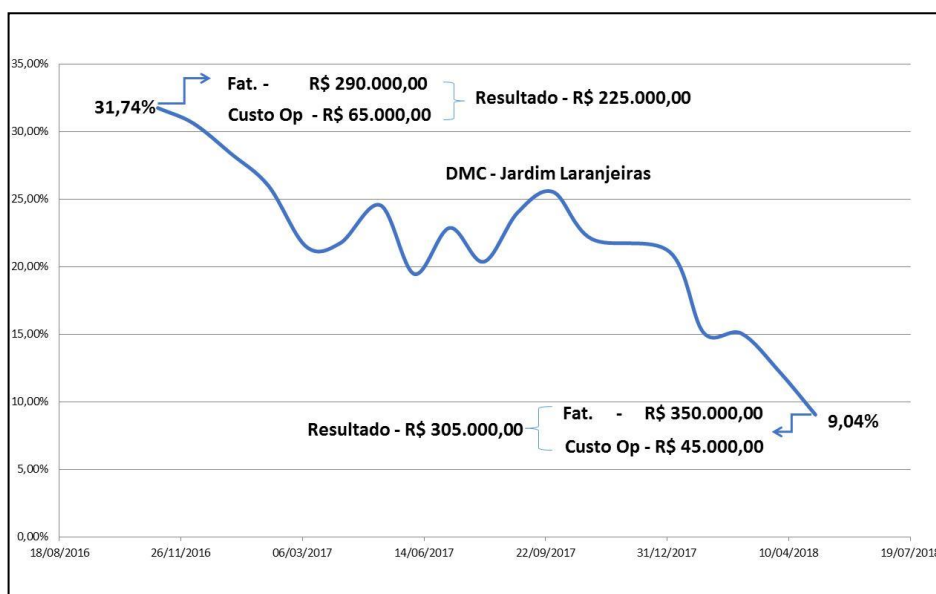 35,00%
Fat. - R$ 290.000,00
Resultado - R$ 225.000,00
31,74%
Custo Op - R$ 65.000,00
30,00%
DMC - Jardim Laranjeiras
25,00%
20,00%
15,00%
10,00%
Fat. - R$ 350.000,00
9,04%
Resultado - R$ 305.000,00
Custo Op - R$ 45.000,00
5,00%
0,00%
18/08/2016 26/11/2016 06/03/2017 14/06/2017 22/09/2017 31/12/2017 10/04/2018 19/07/2018